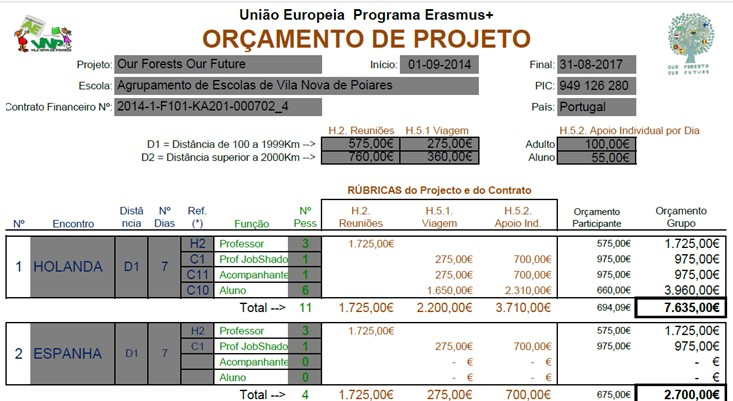 União Europeia Programa Erasmus+
ORÇAMENTO DE PROJETO
AE
VNP
VILA NOVA DE POIARES
OUR FORESTS
OUR FUTURE
Projeto: Our Forests Our Future Início: 01-09-2014 Final: 31-08-2017
Escola: Agrupamento de Escolas de Vila Nova de Poiares PIC: 949 126 280
Contrato Financeiro Nº: 2014-1-F101-KA201-000702_4 País: Portugal
H.2. Reuniões H.5.1 Viagem H.5.2. Apoio Individual por Dia
D1 = Distância de 100 a 1999Km --> 575,00€ 275,00€ Adulto 100,00€
D2 = Distância superior a 2000Km --> 760,00€ 360,00€ Aluno 55,00€
RÚBRICAS do Projecto e do Contrato
Nº Encontro Distância Nº Dias Ref. (*) Função Nº Pess H.2. Reuniões H.5.1. Viagem H.5.2. Apoio Ind. Orçamento Participante Orçamento Grupo
H2 Professor 3 1.725,00€ 575,00€ 1.725,00€
1 HOLANDA D1 7 C1 Prof JobShado 1 275,00€ 700,00€ 975,00€ 975,00€
C11 Acompanhante 1 275,00€ 700,00€ 975,00€ 975,00€
C10 Aluno 6 1.650,00€ 2.310,00€ 660,00€ 3.960,00€
Total --> 11 1.725,00€ 2.200,00€ 3.710,00€ 694,09€ 7.635,00€
H2 Professor 3 1.725,00€ 575,00€ 1.725,00€
2 ESPANHA D1 7 C1 Prof JobShado 1 275,00€ 700,00€ 975,00€ 975,00€
Acompanhante 0 - € - € - €
Aluno 0 - € - € - €
Total --> 4 1.725,00€ 275,00€ 700,00€ 675,00€ 2.700,00€